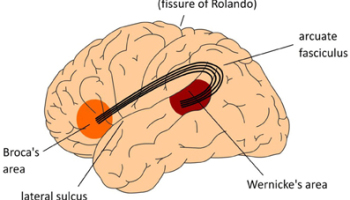 (fissure of Rolando)
arcuate
fasciculus
Broca's
area
lateral sulcus
Wernicke's area